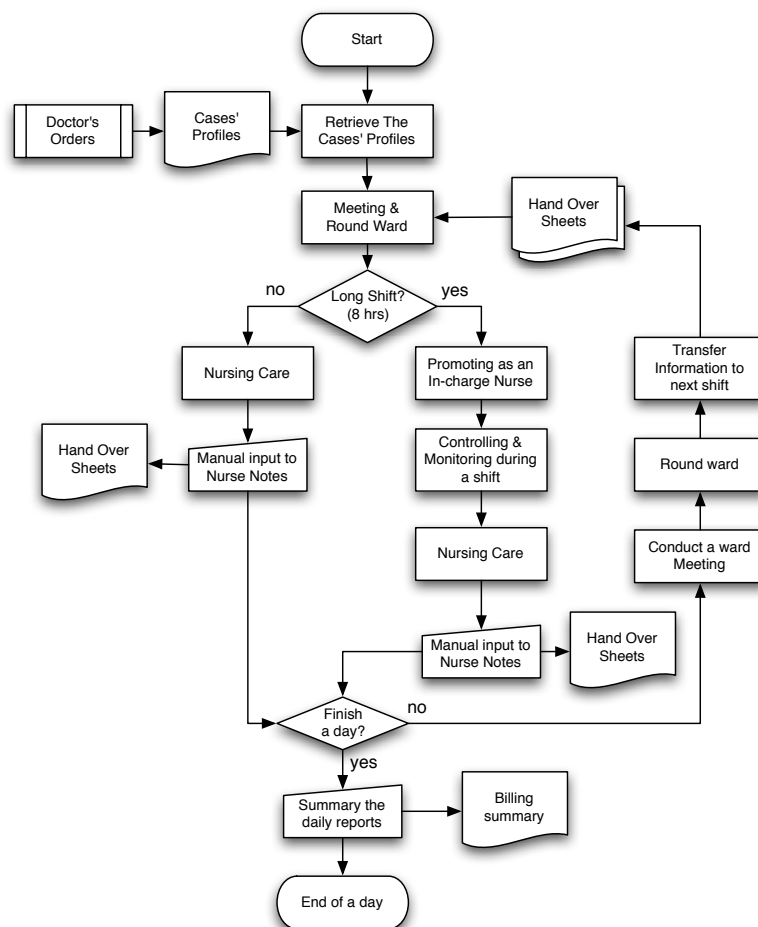 Start
Doctor's
Orders
Cases'
Profiles
Retrieve The
Cases' Profiles
Meeting &
Round Ward
Hand Over
Sheets
Long Shift?
(8 hrs)
no
yes
Nursing Care
Promoting as an
In-charge Nurse
Transfer
Information to
next shift
Hand Over
Sheets
Manual input to
Nurse Notes
Controlling &
Monitoring during
a shift
Round ward
Nursing Care
Conduct a ward
Meeting
Manual input to
Nurse Notes
Hand Over
Sheets
Finish
a day?
no
yes
Summary the
daily reports
Billing
summary
End of a day